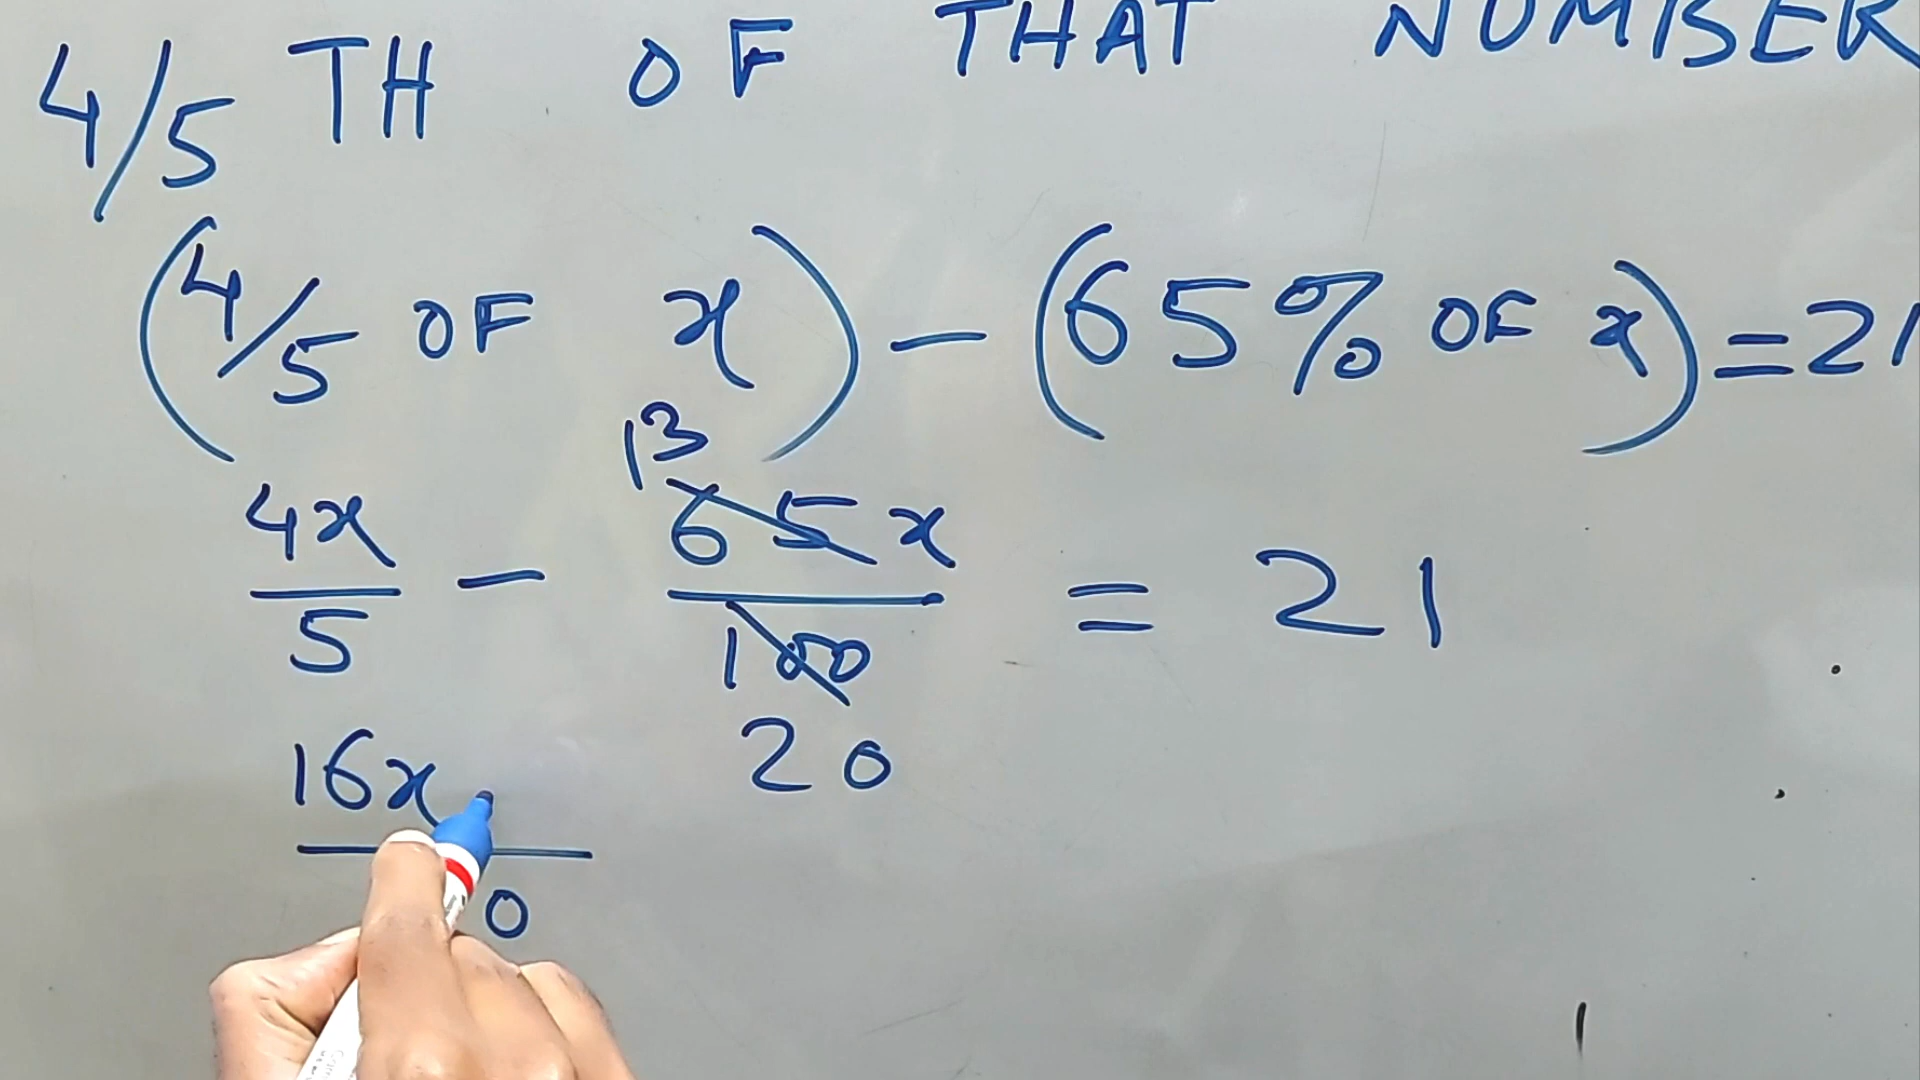 4/5 TH OF THAT NUMBER
(4/5 OF x) - (65% OF x) = 21
13
4x/5 - 65x/100 = 21
20
16x
0